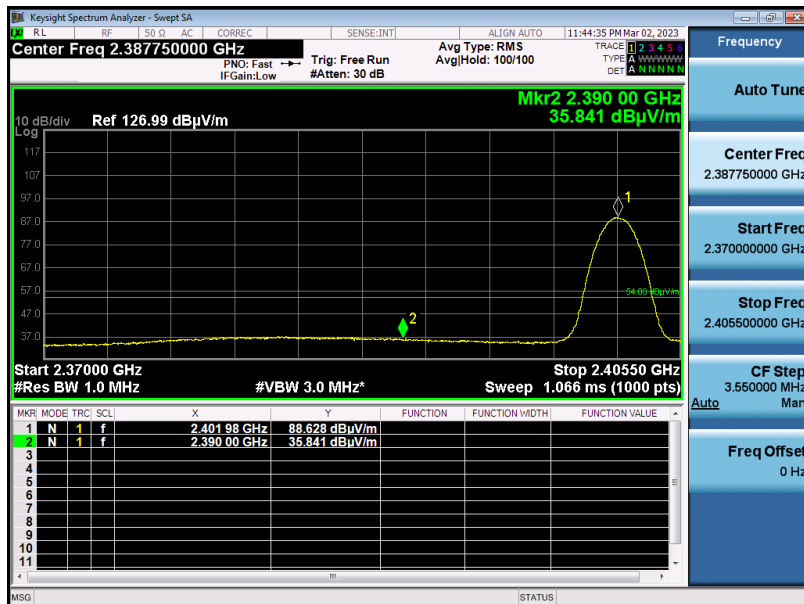 Keysight Spectrum Analyzer - Swept SA
LXI RL RF 50 Ω AC CORREC SENSE:INT ALIGN AUTO 11:44:35 PM Mar 02, 2023
Center Freq 2.387750000 GHz
PNO: Fast
IFGain:Low
Trig: Free Run
#Atten: 30 dB
Avg Type: RMS
Avg|Hold: 100/100
TRACE 1 2 3 4 5 6
TYPE A WWWWW
DET A N N N N N
Mkr2 2.390 00 GHz
35.841 dBµV/m
10 dB/div Ref 126.99 dBµV/m
Log
117
107
97.0
87.0
77.0
67.0
57.0
47.0
37.0
1
2
54.00 dBµV/m
Start 2.37000 GHz Stop 2.40550 GHz
#Res BW 1.0 MHz #VBW 3.0 MHz* Sweep 1.066 ms (1000 pts)
MKR MODE TRC SCL X Y FUNCTION FUNCTION WIDTH FUNCTION VALUE
1 N 1 f 2.401 98 GHz 88.628 dBµV/m
2 N 1 f 2.390 00 GHz 35.841 dBµV/m
3
4
5
6
7
8
9
10
11
MSG STATUS
Frequency
Auto Tune
Center Freq
2.387750000 GHz
Start Freq
2.370000000 GHz
Stop Freq
2.405500000 GHz
CF Step
3.550000 MHz
Auto Man
Freq Offset
0 Hz